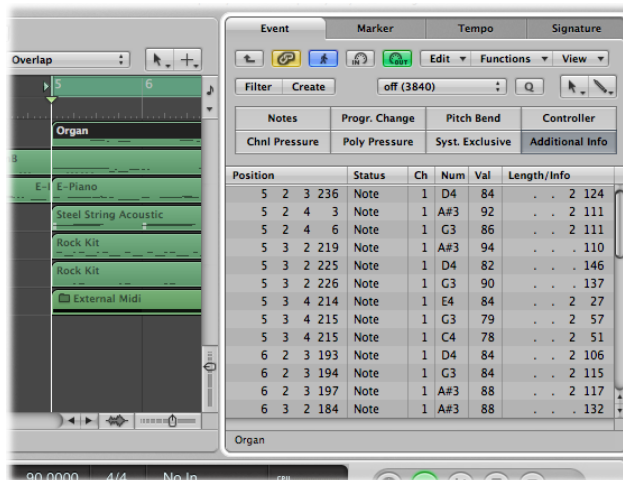 Event Marker Tempo Signature
Overlap
IN OUT Edit Functions View
Filter Create off (3840) Q
5 6
Notes Progr. Change Pitch Bend Controller
Chnl Pressure Poly Pressure Syst. Exclusive Additional Info
Organ
E-Piano
Steel String Acoustic
Rock Kit
Rock Kit
External Midi
Position Status Ch Num Val Length/Info
5 2 3 236 Note 1 D4 84 . . 2 124
5 2 4 3 Note 1 A#3 92 . . 2 111
5 2 4 6 Note 1 G3 86 . . 2 111
5 3 2 219 Note 1 A#3 94 . . . 110
5 3 2 225 Note 1 D4 82 . . . 146
5 3 2 226 Note 1 G3 90 . . . 137
5 3 4 214 Note 1 E4 84 . . 2 27
5 3 4 215 Note 1 G3 79 . . 2 57
5 3 4 215 Note 1 C4 78 . . 2 51
6 2 3 193 Note 1 D4 84 . . 2 106
6 2 3 194 Note 1 G3 84 . . 2 115
6 2 3 197 Note 1 A#3 88 . . 2 117
6 3 2 184 Note 1 A#3 88 . . . 132
Organ
90.0000 4/4 No In CPU